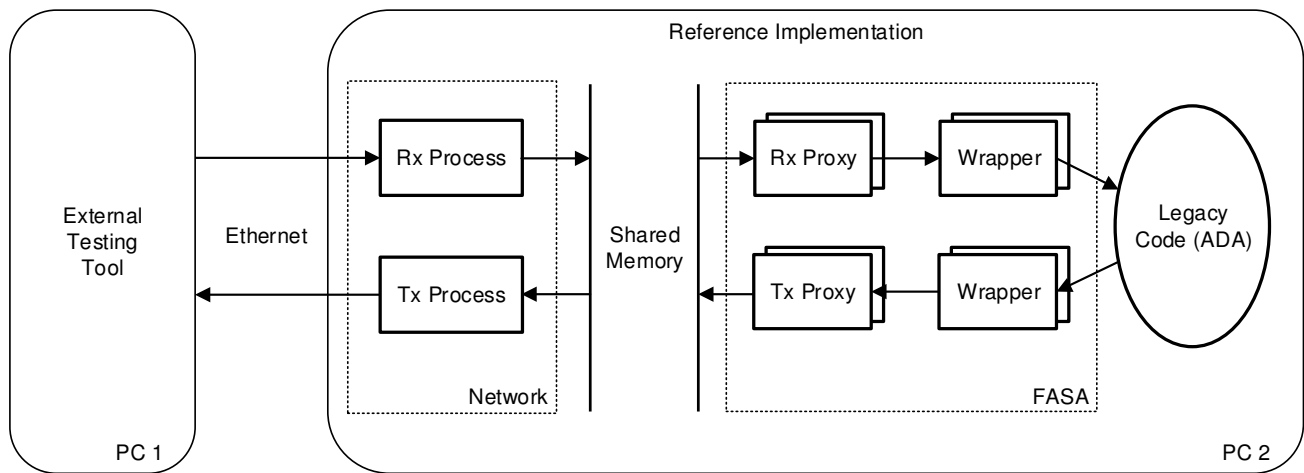 Reference Implementation
Rx Process
Rx Proxy
Wrapper
External
Testing
Tool
Ethernet
Shared
Memory
Legacy
Code (ADA)
Tx Process
Tx Proxy
Wrapper
Network
FASA
PC 1
PC 2